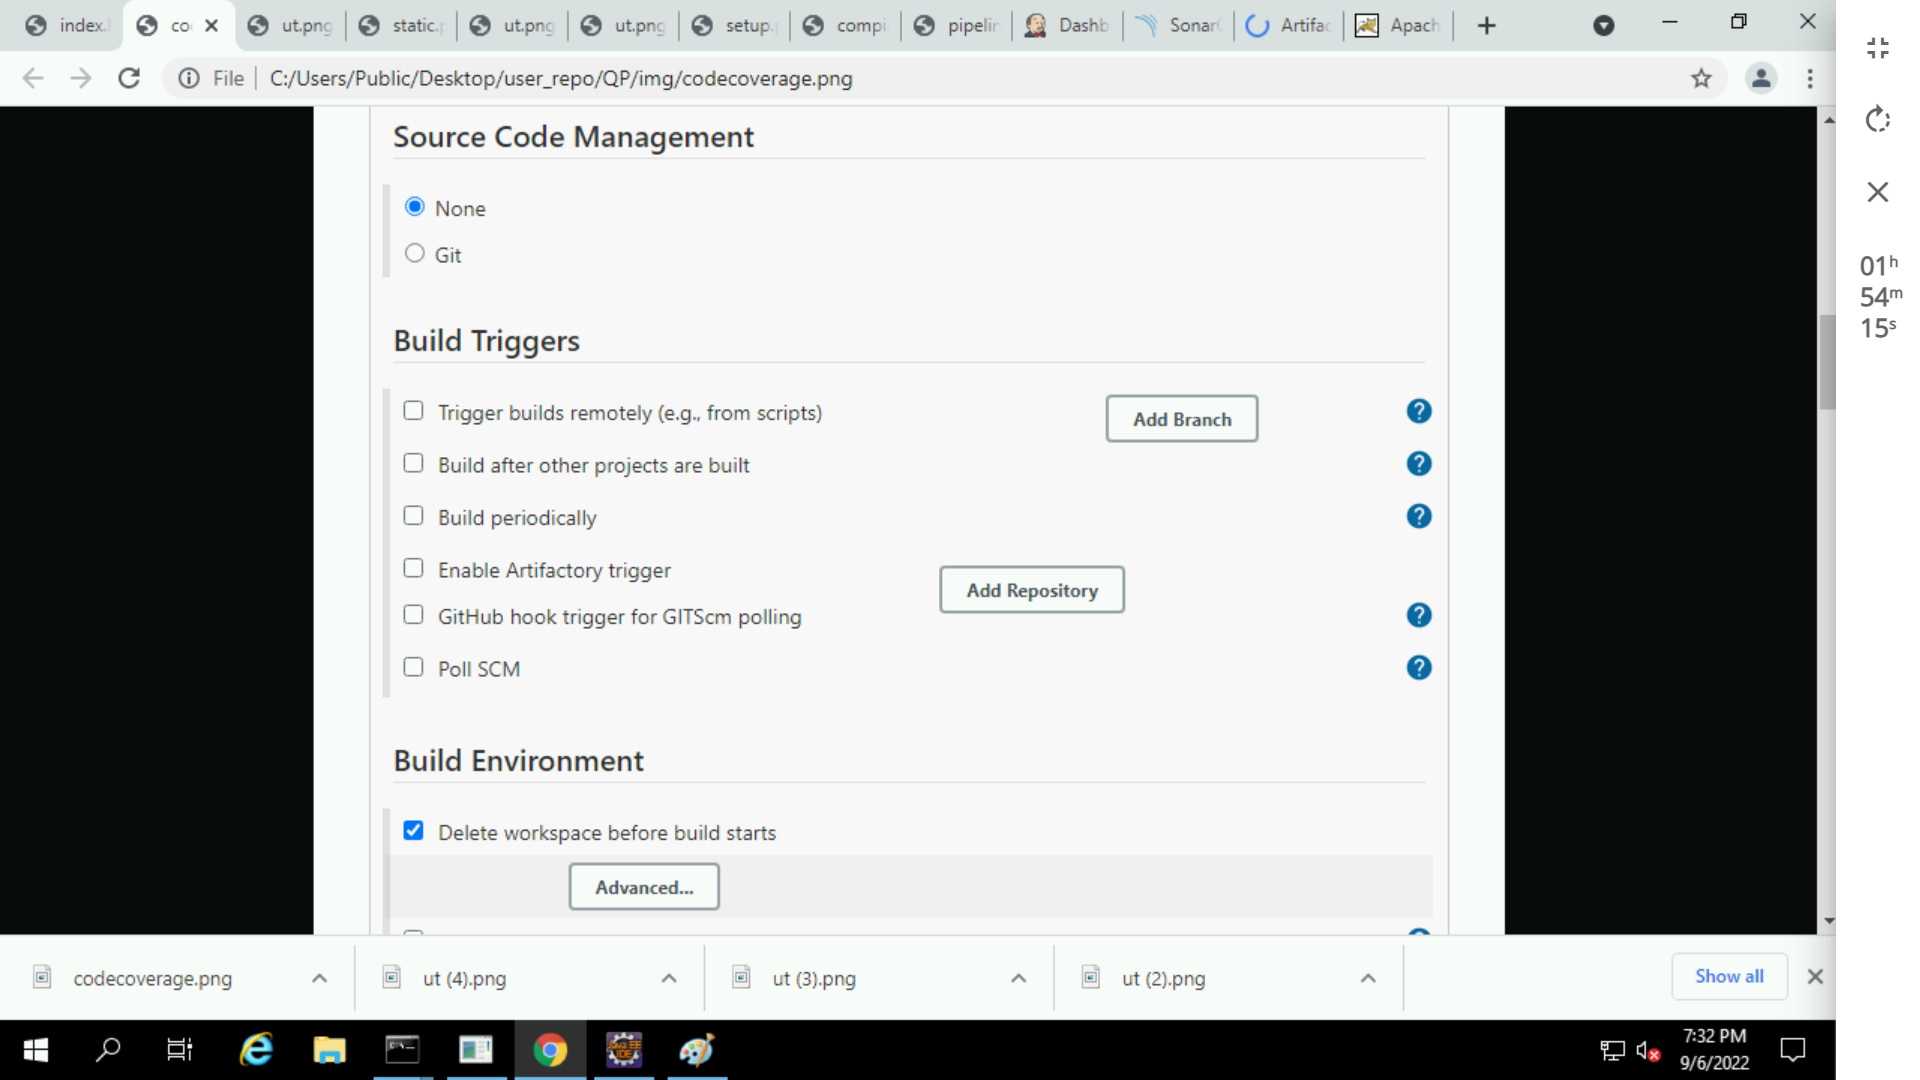 index.
co
ut.png
static.
ut.png
ut.png
setup.
compi
pipelin
Dashb
Sonar
Artifac
Apach
File
C:/Users/Public/Desktop/user_repo/QP/img/codecoverage.png
Source Code Management
None
Git
Build Triggers
Trigger builds remotely (e.g., from scripts)
Add Branch
?
Build after other projects are built
?
Build periodically
?
Enable Artifactory trigger
Add Repository
GitHub hook trigger for GITScm polling
?
Poll SCM
?
Build Environment
Delete workspace before build starts
Advanced...
01h
54m
15s
codecoverage.png
ut (4).png
ut (3).png
ut (2).png
Show all
7:32 PM
9/6/2022